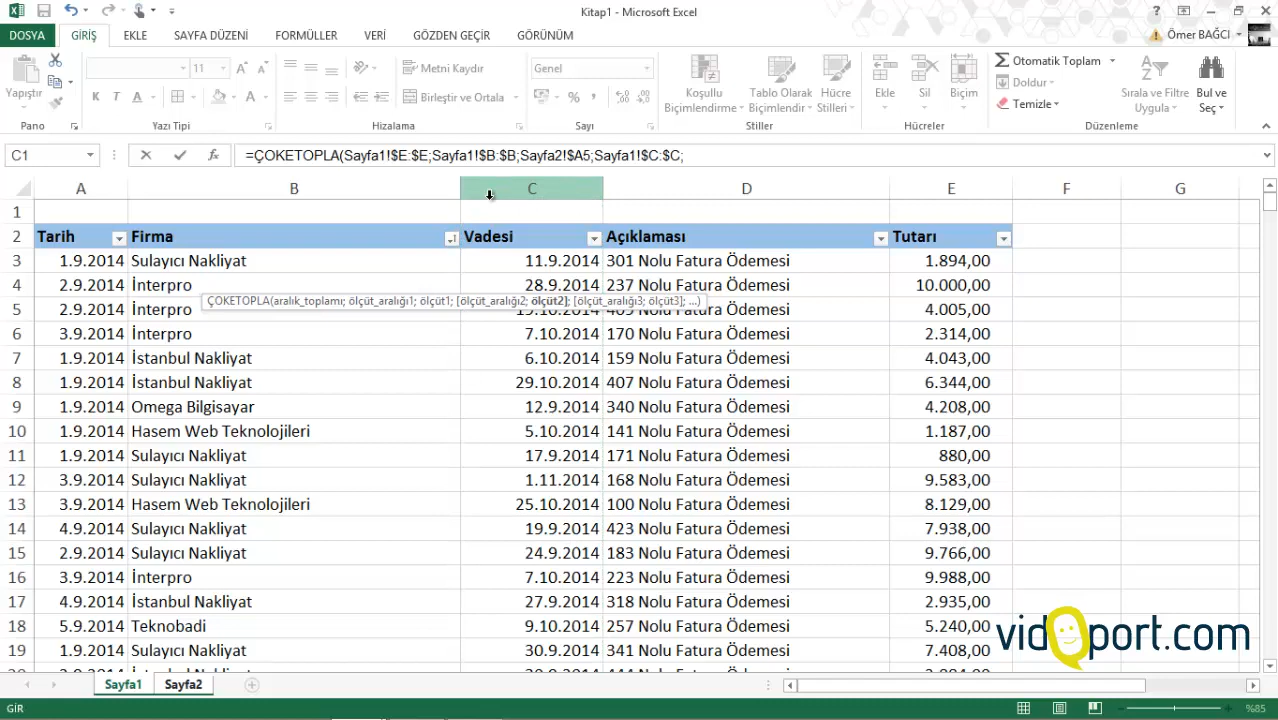 Kitap1 - Microsoft Excel
DOSYA GİRİŞ EKLE SAYFA DÜZENİ FORMÜLLER VERİ GÖZDEN GEÇİR GÖRÜNÜM Ömer BAĞCI
Yapıştır
11
K T A
Metni Kaydır
Birleştir ve Ortala
Genel
Koşullu Biçimlendirme
Tablo Olarak Biçimlendir
Hücre Stilleri
Ekle
Sil
Biçim
Otomatik Toplam
Doldur
Temizle
Sırala ve Filtre Uygula
Bul ve Seç
Pano Yazı Tipi Hizalama Sayı Stiller Hücreler Düzenleme
C1 =ÇOKETOPLA(Sayfa1!$E:$E;Sayfa1!$B:$B;Sayfa2!$A5;Sayfa1!$C:$C;
A B C D E F G
1
2 Tarih Firma Vadesi Açıklaması Tutarı
3 1.9.2014 Sulayıcı Nakliyat 11.9.2014 301 Nolu Fatura Ödemesi 1.894,00
4 2.9.2014 İnterpro 28.9.2014 237 Nolu Fatura Ödemesi 10.000,00
ÇOKETOPLA(aralık_toplamı; ölçüt_aralığı1; ölçüt1; [ölçüt_aralığı2; ölçüt2]; [ölçüt_aralığı3; ölçüt3]; ...)
5 2.9.2014 İnterpro 19.10.2014 405 Nolu Fatura Ödemesi 4.005,00
6 3.9.2014 İnterpro 7.10.2014 170 Nolu Fatura Ödemesi 2.314,00
7 1.9.2014 İstanbul Nakliyat 6.10.2014 159 Nolu Fatura Ödemesi 4.043,00
8 1.9.2014 İstanbul Nakliyat 29.10.2014 407 Nolu Fatura Ödemesi 6.344,00
9 1.9.2014 Omega Bilgisayar 12.9.2014 340 Nolu Fatura Ödemesi 4.208,00
10 1.9.2014 Hasem Web Teknolojileri 5.10.2014 141 Nolu Fatura Ödemesi 1.187,00
11 1.9.2014 Sulayıcı Nakliyat 17.9.2014 171 Nolu Fatura Ödemesi 880,00
12 3.9.2014 Sulayıcı Nakliyat 1.11.2014 168 Nolu Fatura Ödemesi 9.583,00
13 3.9.2014 Hasem Web Teknolojileri 25.10.2014 100 Nolu Fatura Ödemesi 8.129,00
14 4.9.2014 Sulayıcı Nakliyat 19.9.2014 423 Nolu Fatura Ödemesi 7.938,00
15 2.9.2014 Sulayıcı Nakliyat 24.9.2014 183 Nolu Fatura Ödemesi 9.766,00
16 3.9.2014 İnterpro 7.10.2014 223 Nolu Fatura Ödemesi 9.988,00
17 4.9.2014 İstanbul Nakliyat 27.9.2014 318 Nolu Fatura Ödemesi 2.935,00
18 5.9.2014 Teknobadi 9.10.2014 257 Nolu Fatura Ödemesi 5.240,00
19 1.9.2014 Sulayıcı Nakliyat 30.9.2014 341 Nolu Fatura Ödemesi 7.408,00
vidoport.com
Sayfa1 Sayfa2
GİR %85